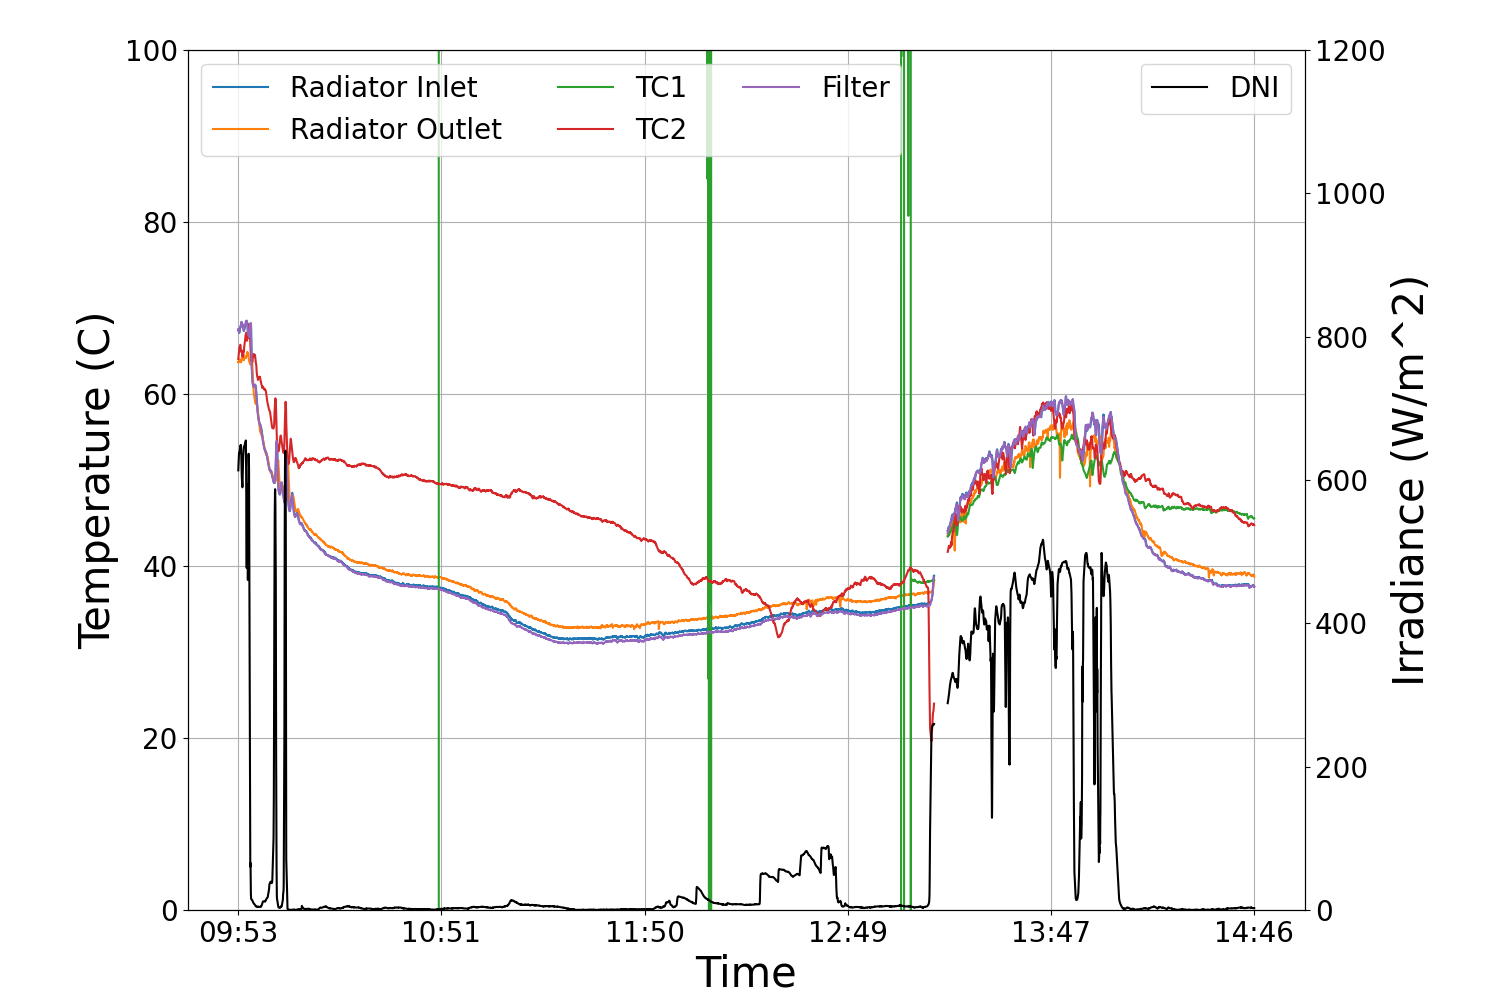 Radiator Inlet
Radiator Outlet
TC1
TC2
Filter
DNI
Temperature (C)
100
80
60
40
20
0
Irradiance (W/m^2)
1200
1000
800
600
400
200
0
09:53 10:51 11:50 12:49 13:47 14:46
Time